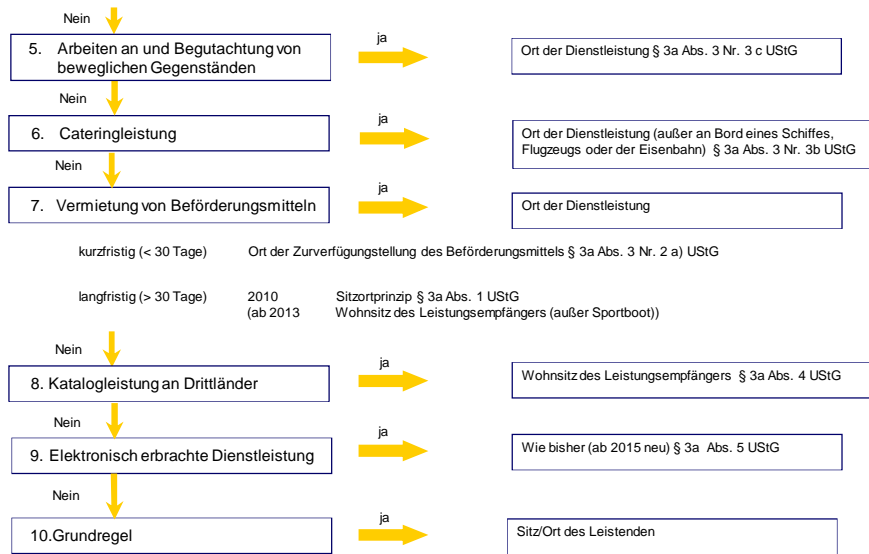 Nein
5. Arbeiten an und Begutachtung von
beweglichen Gegenständen
ja
Ort der Dienstleistung § 3a Abs. 3 Nr. 3 c UStG
Nein
6. Cateringleistung
ja
Ort der Dienstleistung (außer an Bord eines Schiffes,
Flugzeugs oder der Eisenbahn) § 3a Abs. 3 Nr. 3b UStG
Nein
7. Vermietung von Beförderungsmitteln
ja
Ort der Dienstleistung
kurzfristig (< 30 Tage) Ort der Zurverfügungstellung des Beförderungsmittels § 3a Abs. 3 Nr. 2 a) UStG
langfristig (> 30 Tage) 2010 Sitzortprinzip § 3a Abs. 1 UStG
(ab 2013 Wohnsitz des Leistungsempfängers (außer Sportboot))
Nein
8. Katalogleistung an Drittländer
ja
Wohnsitz des Leistungsempfängers § 3a Abs. 4 UStG
Nein
9. Elektronisch erbrachte Dienstleistung
ja
Wie bisher (ab 2015 neu) § 3a Abs. 5 UStG
Nein
10.Grundregel
ja
Sitz/Ort des Leistenden